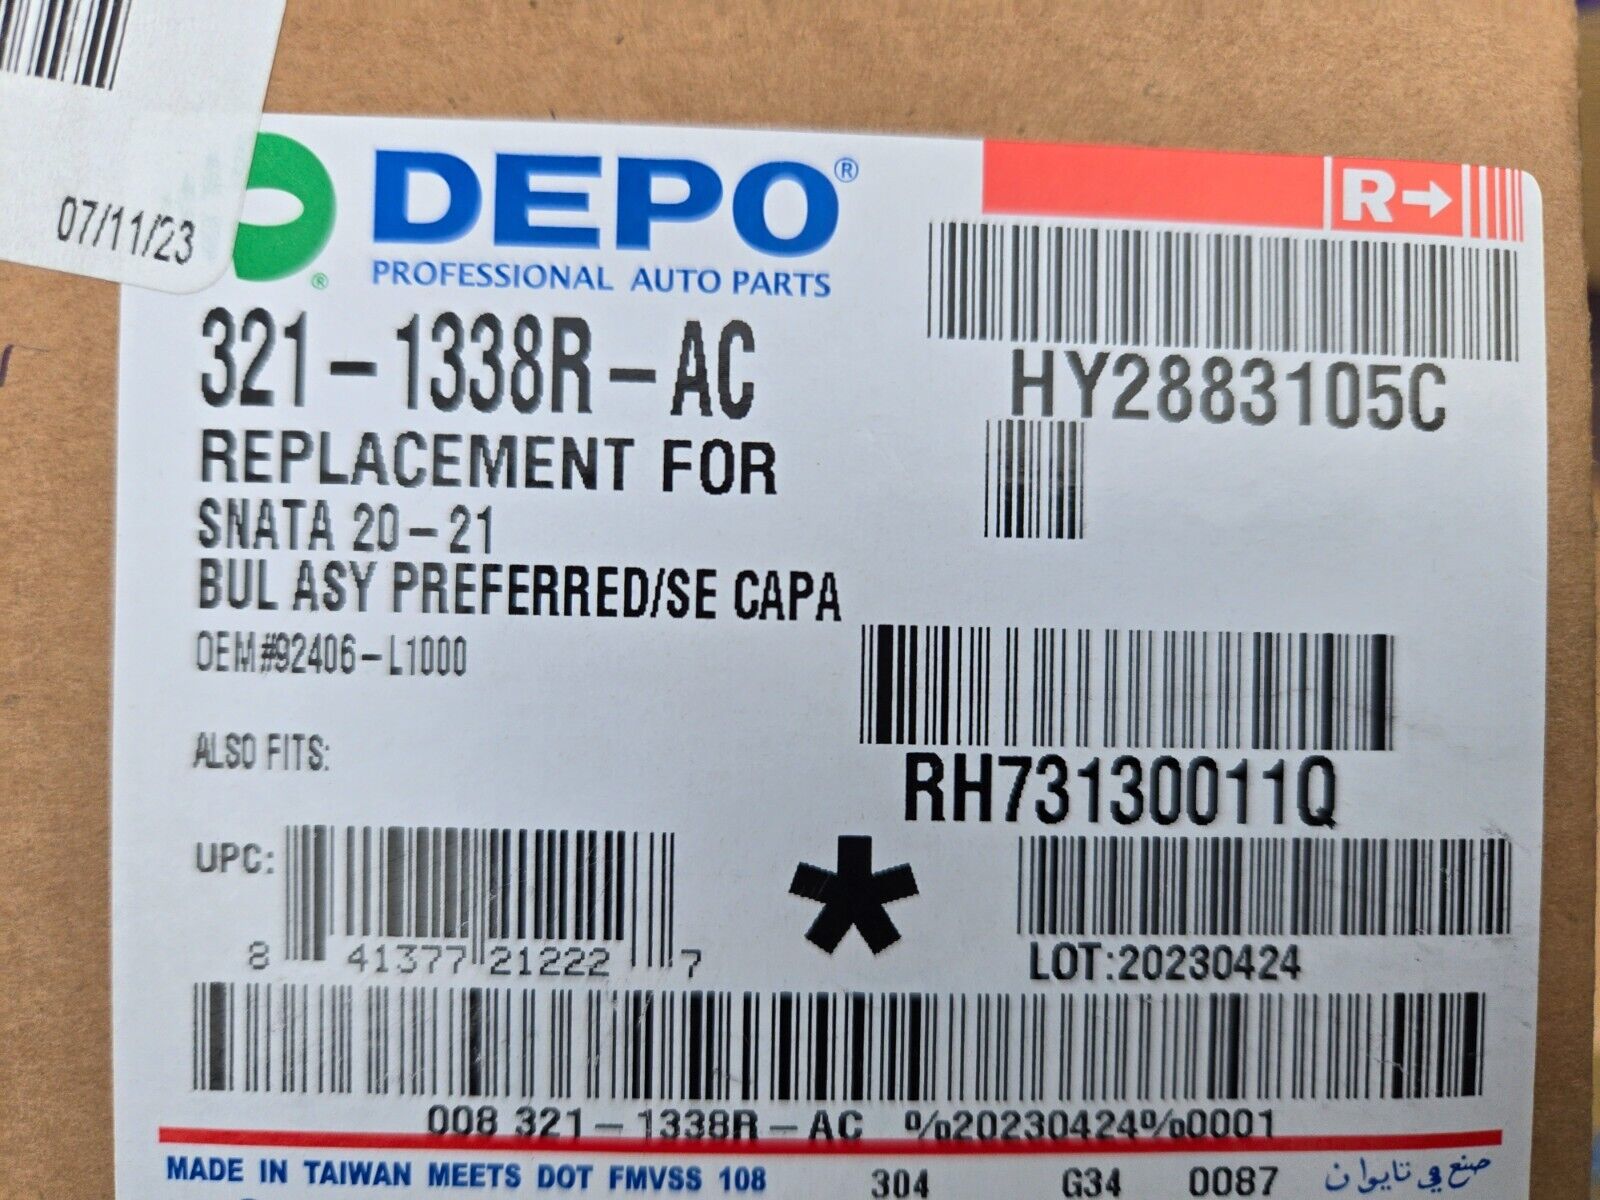 07/11/23
DEPO®
PROFESSIONAL AUTO PARTS
®
R→
321-1338R-AC
HY2883105C
REPLACEMENT FOR
SNATA 20-21
BUL ASY PREFERRED/SE CAPA
OEM#92406-L1000
RH73130011Q
ALSO FITS:
UPC:
8 41377 21222 7
*
LOT:20230424
008 321-1338R-AC %20230424%0001
MADE IN TAIWAN MEETS DOT FMVSS 108 304 G34 0087 صنع في تايوان